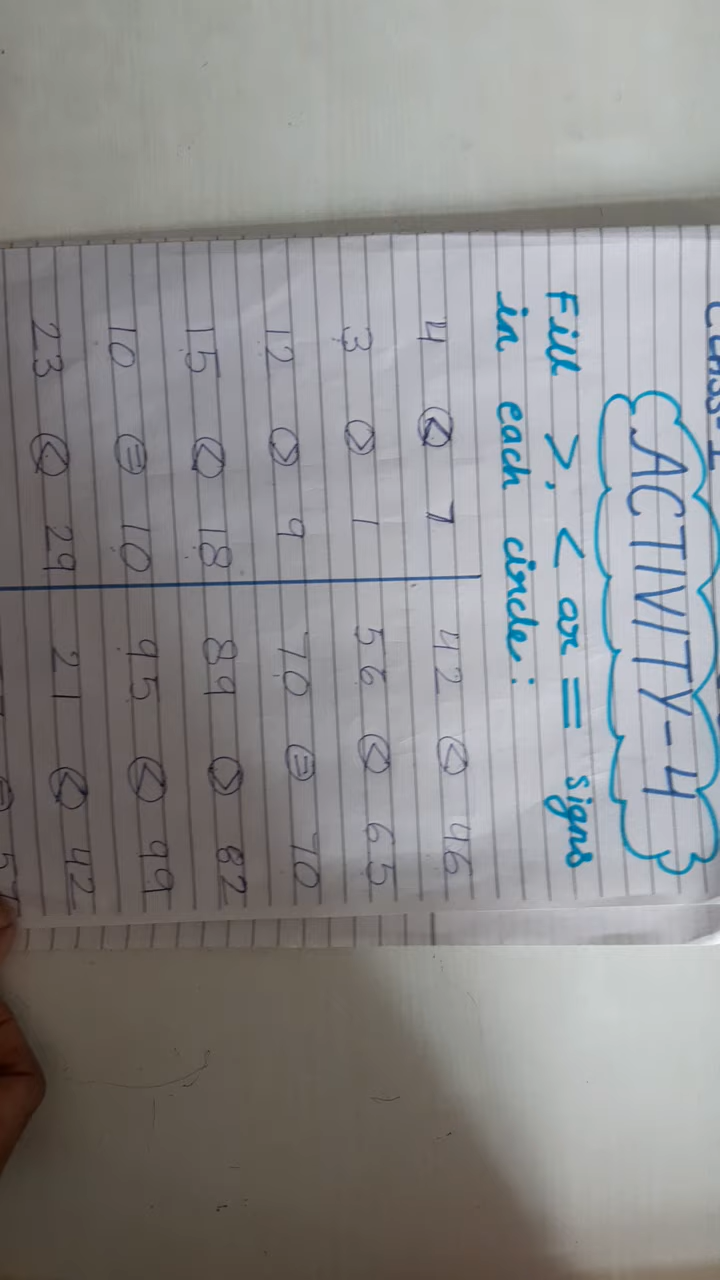 ACTIVITY-4
Fill >, < or = signs
in each circle:
4 < 7 42 < 46
3 > 1 56 < 65
12 > 9 70 = 70
15 < 18 89 > 82
10 = 10 95 < 99
23 < 29 21 < 42